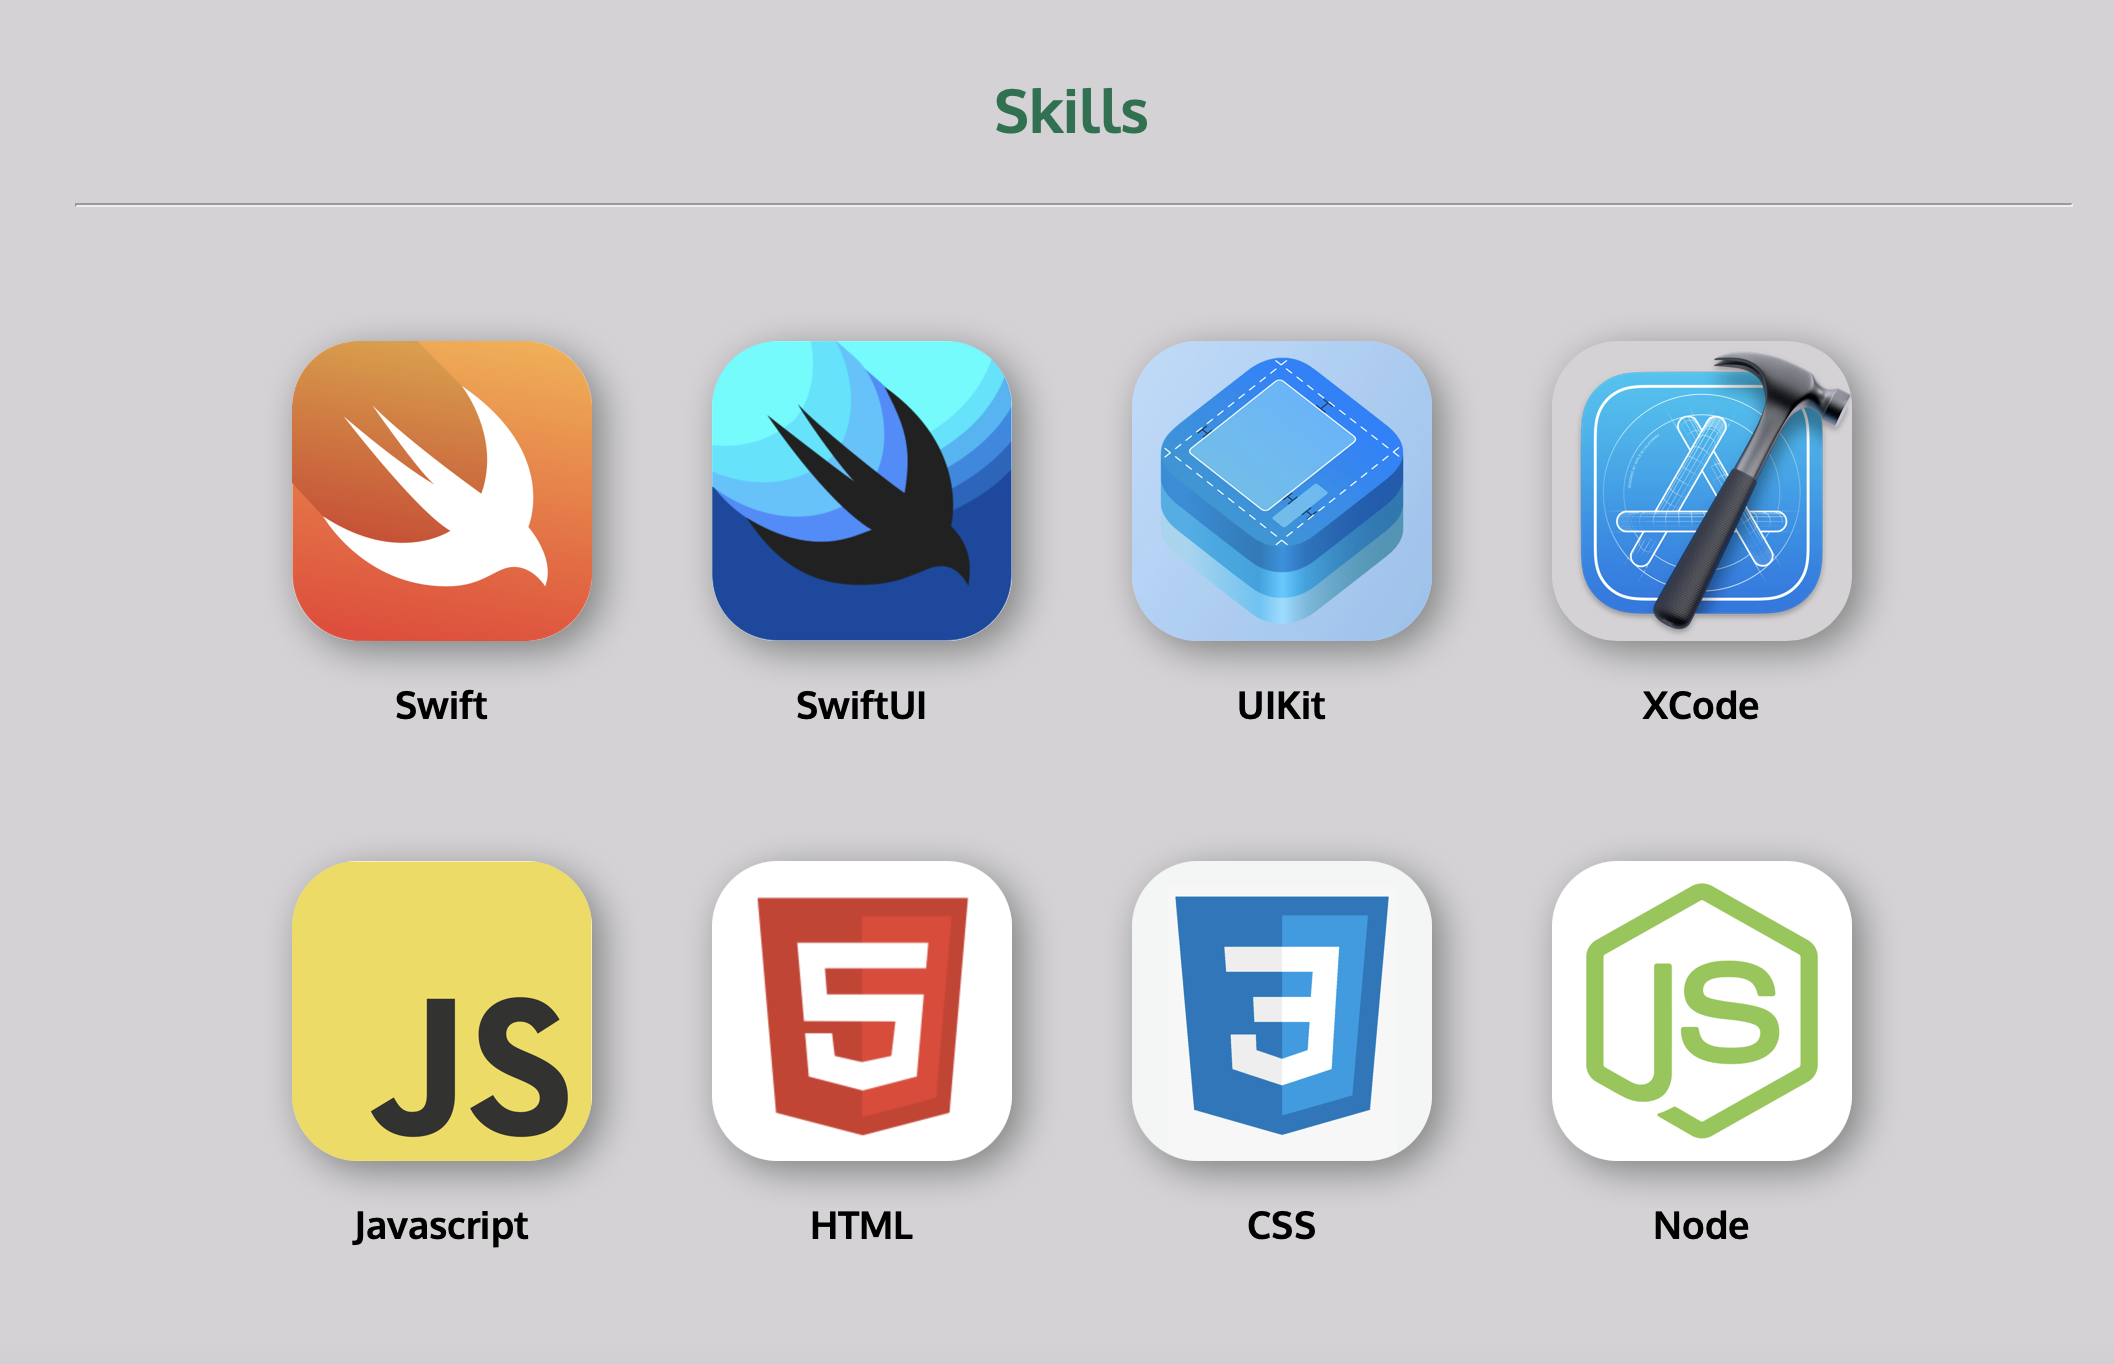 Skills
Swift
SwiftUI
UIKit
XCode
JS
Javascript
5
HTML
3
CSS
JS
Node